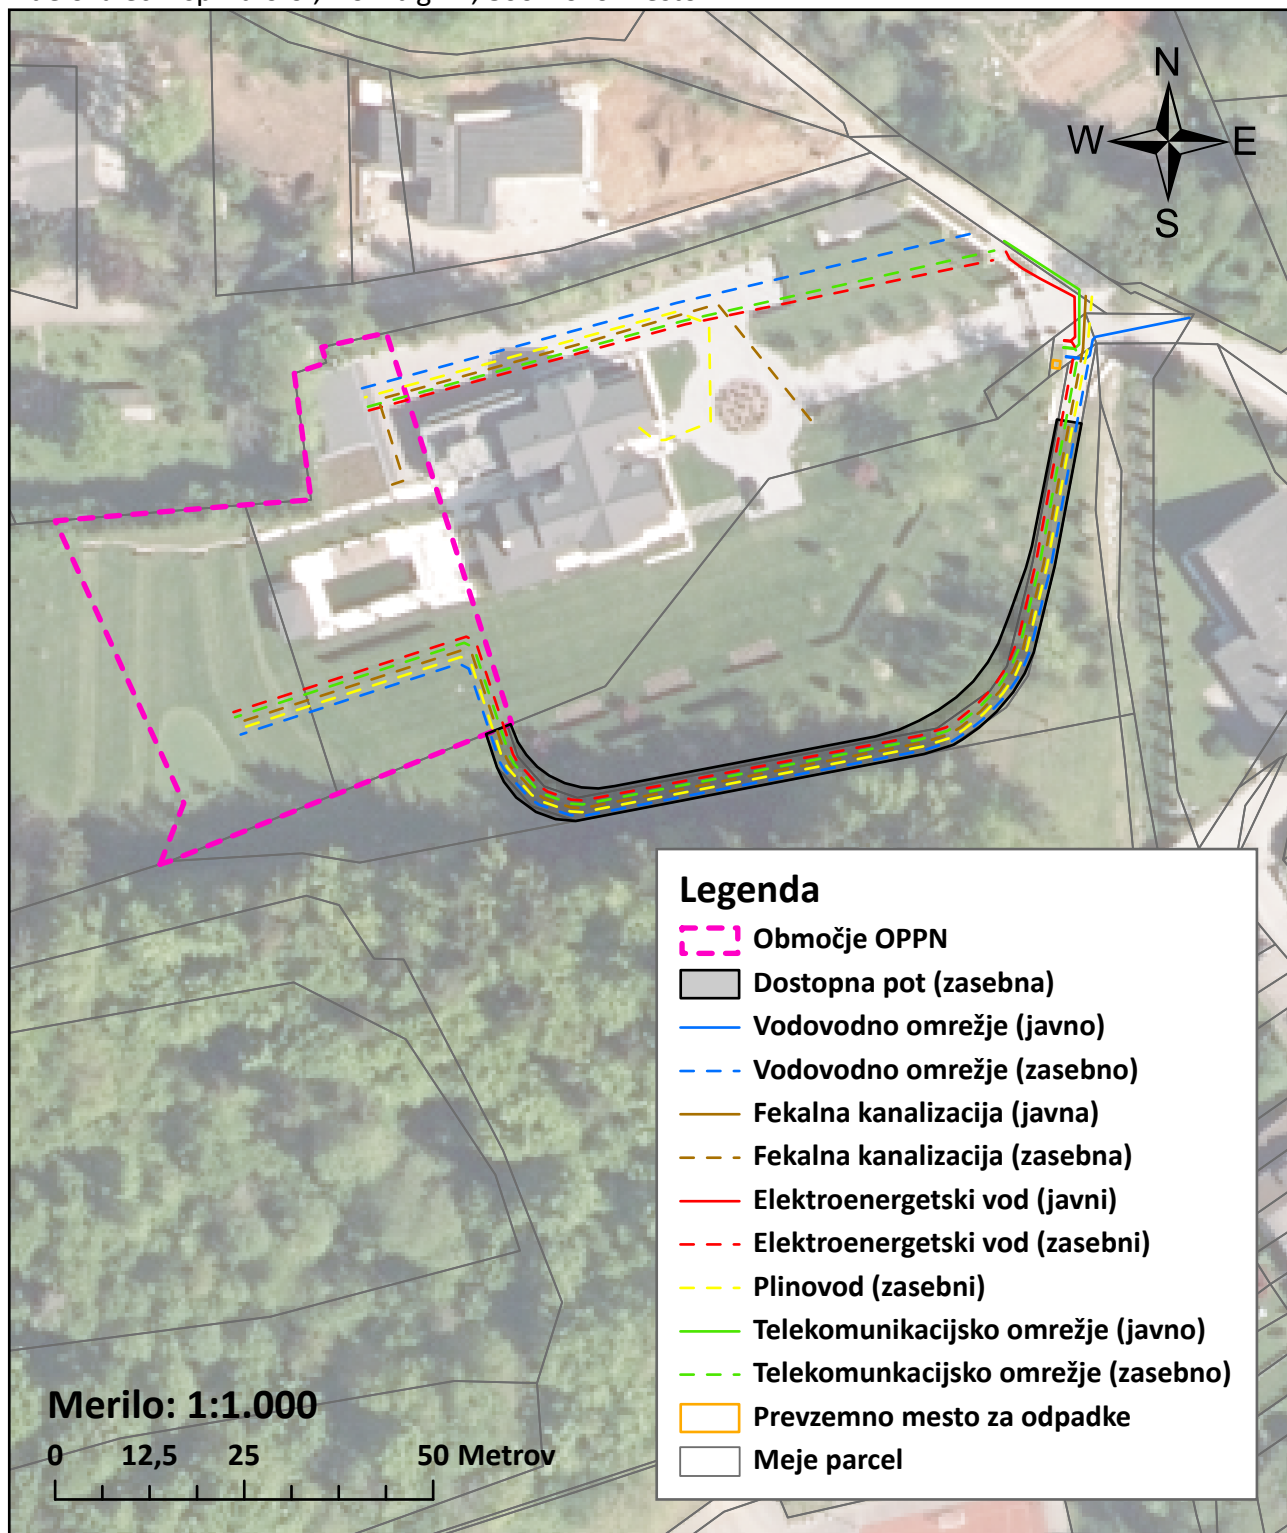 N
W E
S
Legenda
Območje OPPN
Dostopna pot (zasebna)
Vodovodno omrežje (javno)
Vodovodno omrežje (zasebno)
Fekalna kanalizacija (javna)
Fekalna kanalizacija (zasebna)
Elektroenergetski vod (javni)
Elektroenergetski vod (zasebni)
Plinovod (zasebni)
Telekomunikacijsko omrežje (javno)
Telekomunkacijsko omrežje (zasebno)
Prevzemno mesto za odpadke
Meje parcel
Merilo: 1:1.000
0 12,5 25 50 Metrov